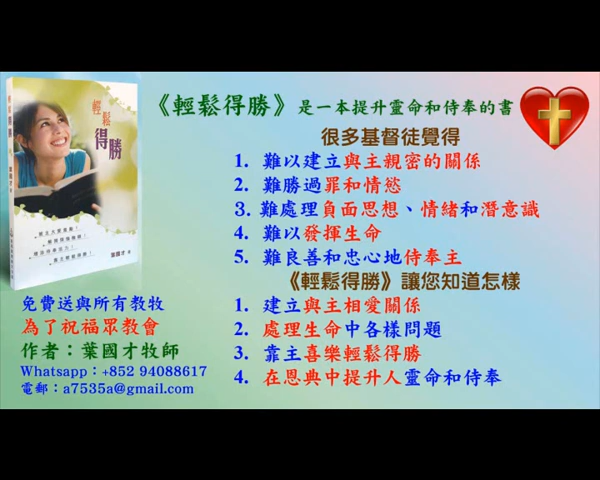 輕鬆
得勝
葉國才 著
《輕鬆得勝》是一本提升靈命和侍奉的書
很多基督徒覺得
1. 難以建立與主親密的關係
2. 難勝過罪和情慾
3. 難處理負面思想、情緒和潛意識
4. 難以發揮生命
5. 難良善和忠心地侍奉主
《輕鬆得勝》讓您知道怎樣
1. 建立與主相愛關係
2. 處理生命中各樣問題
3. 靠主喜樂輕鬆得勝
4. 在恩典中提升人靈命和侍奉
免費送與所有教牧
為了祝福眾教會
作者：葉國才牧師
Whatsapp：+852 94088617
電郵：a7535a@gmail.com